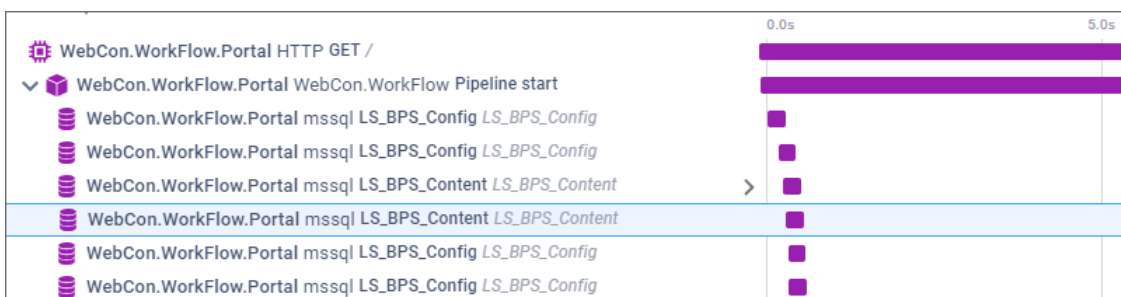 0.0s 5.0s
WebCon.WorkFlow.Portal HTTP GET /
WebCon.WorkFlow.Portal WebCon.WorkFlow Pipeline start
WebCon.WorkFlow.Portal mssql LS_BPS_Config LS_BPS_Config
WebCon.WorkFlow.Portal mssql LS_BPS_Config LS_BPS_Config
WebCon.WorkFlow.Portal mssql LS_BPS_Content LS_BPS_Content
WebCon.WorkFlow.Portal mssql LS_BPS_Content LS_BPS_Content
WebCon.WorkFlow.Portal mssql LS_BPS_Config LS_BPS_Config
WebCon.WorkFlow.Portal mssql LS_BPS_Config LS_BPS_Config